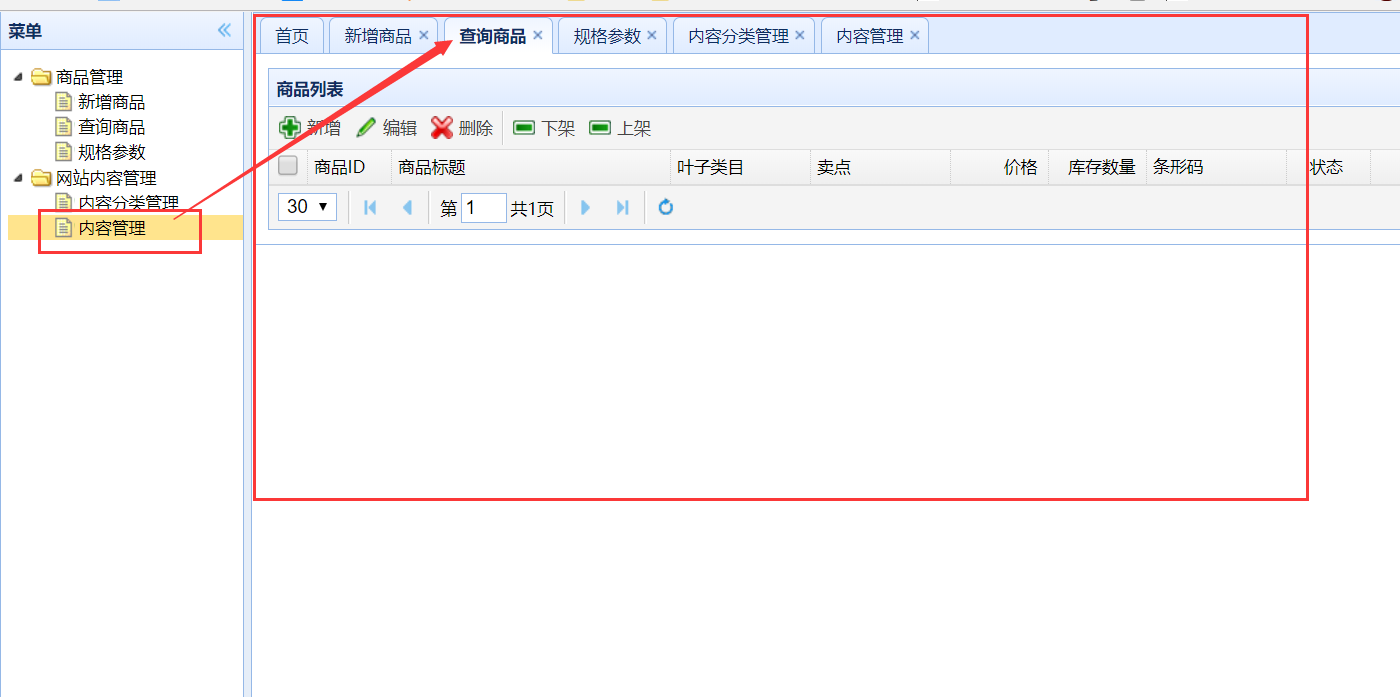 菜单
商品管理
新增商品
查询商品
规格参数
网站内容管理
内容分类管理
内容管理
首页 新增商品 查询商品 规格参数 内容分类管理 内容管理
商品列表
新增 编辑 删除 下架 上架
商品ID 商品标题 叶子类目 卖点 价格 库存数量 条形码 状态
30 第 1 共1页